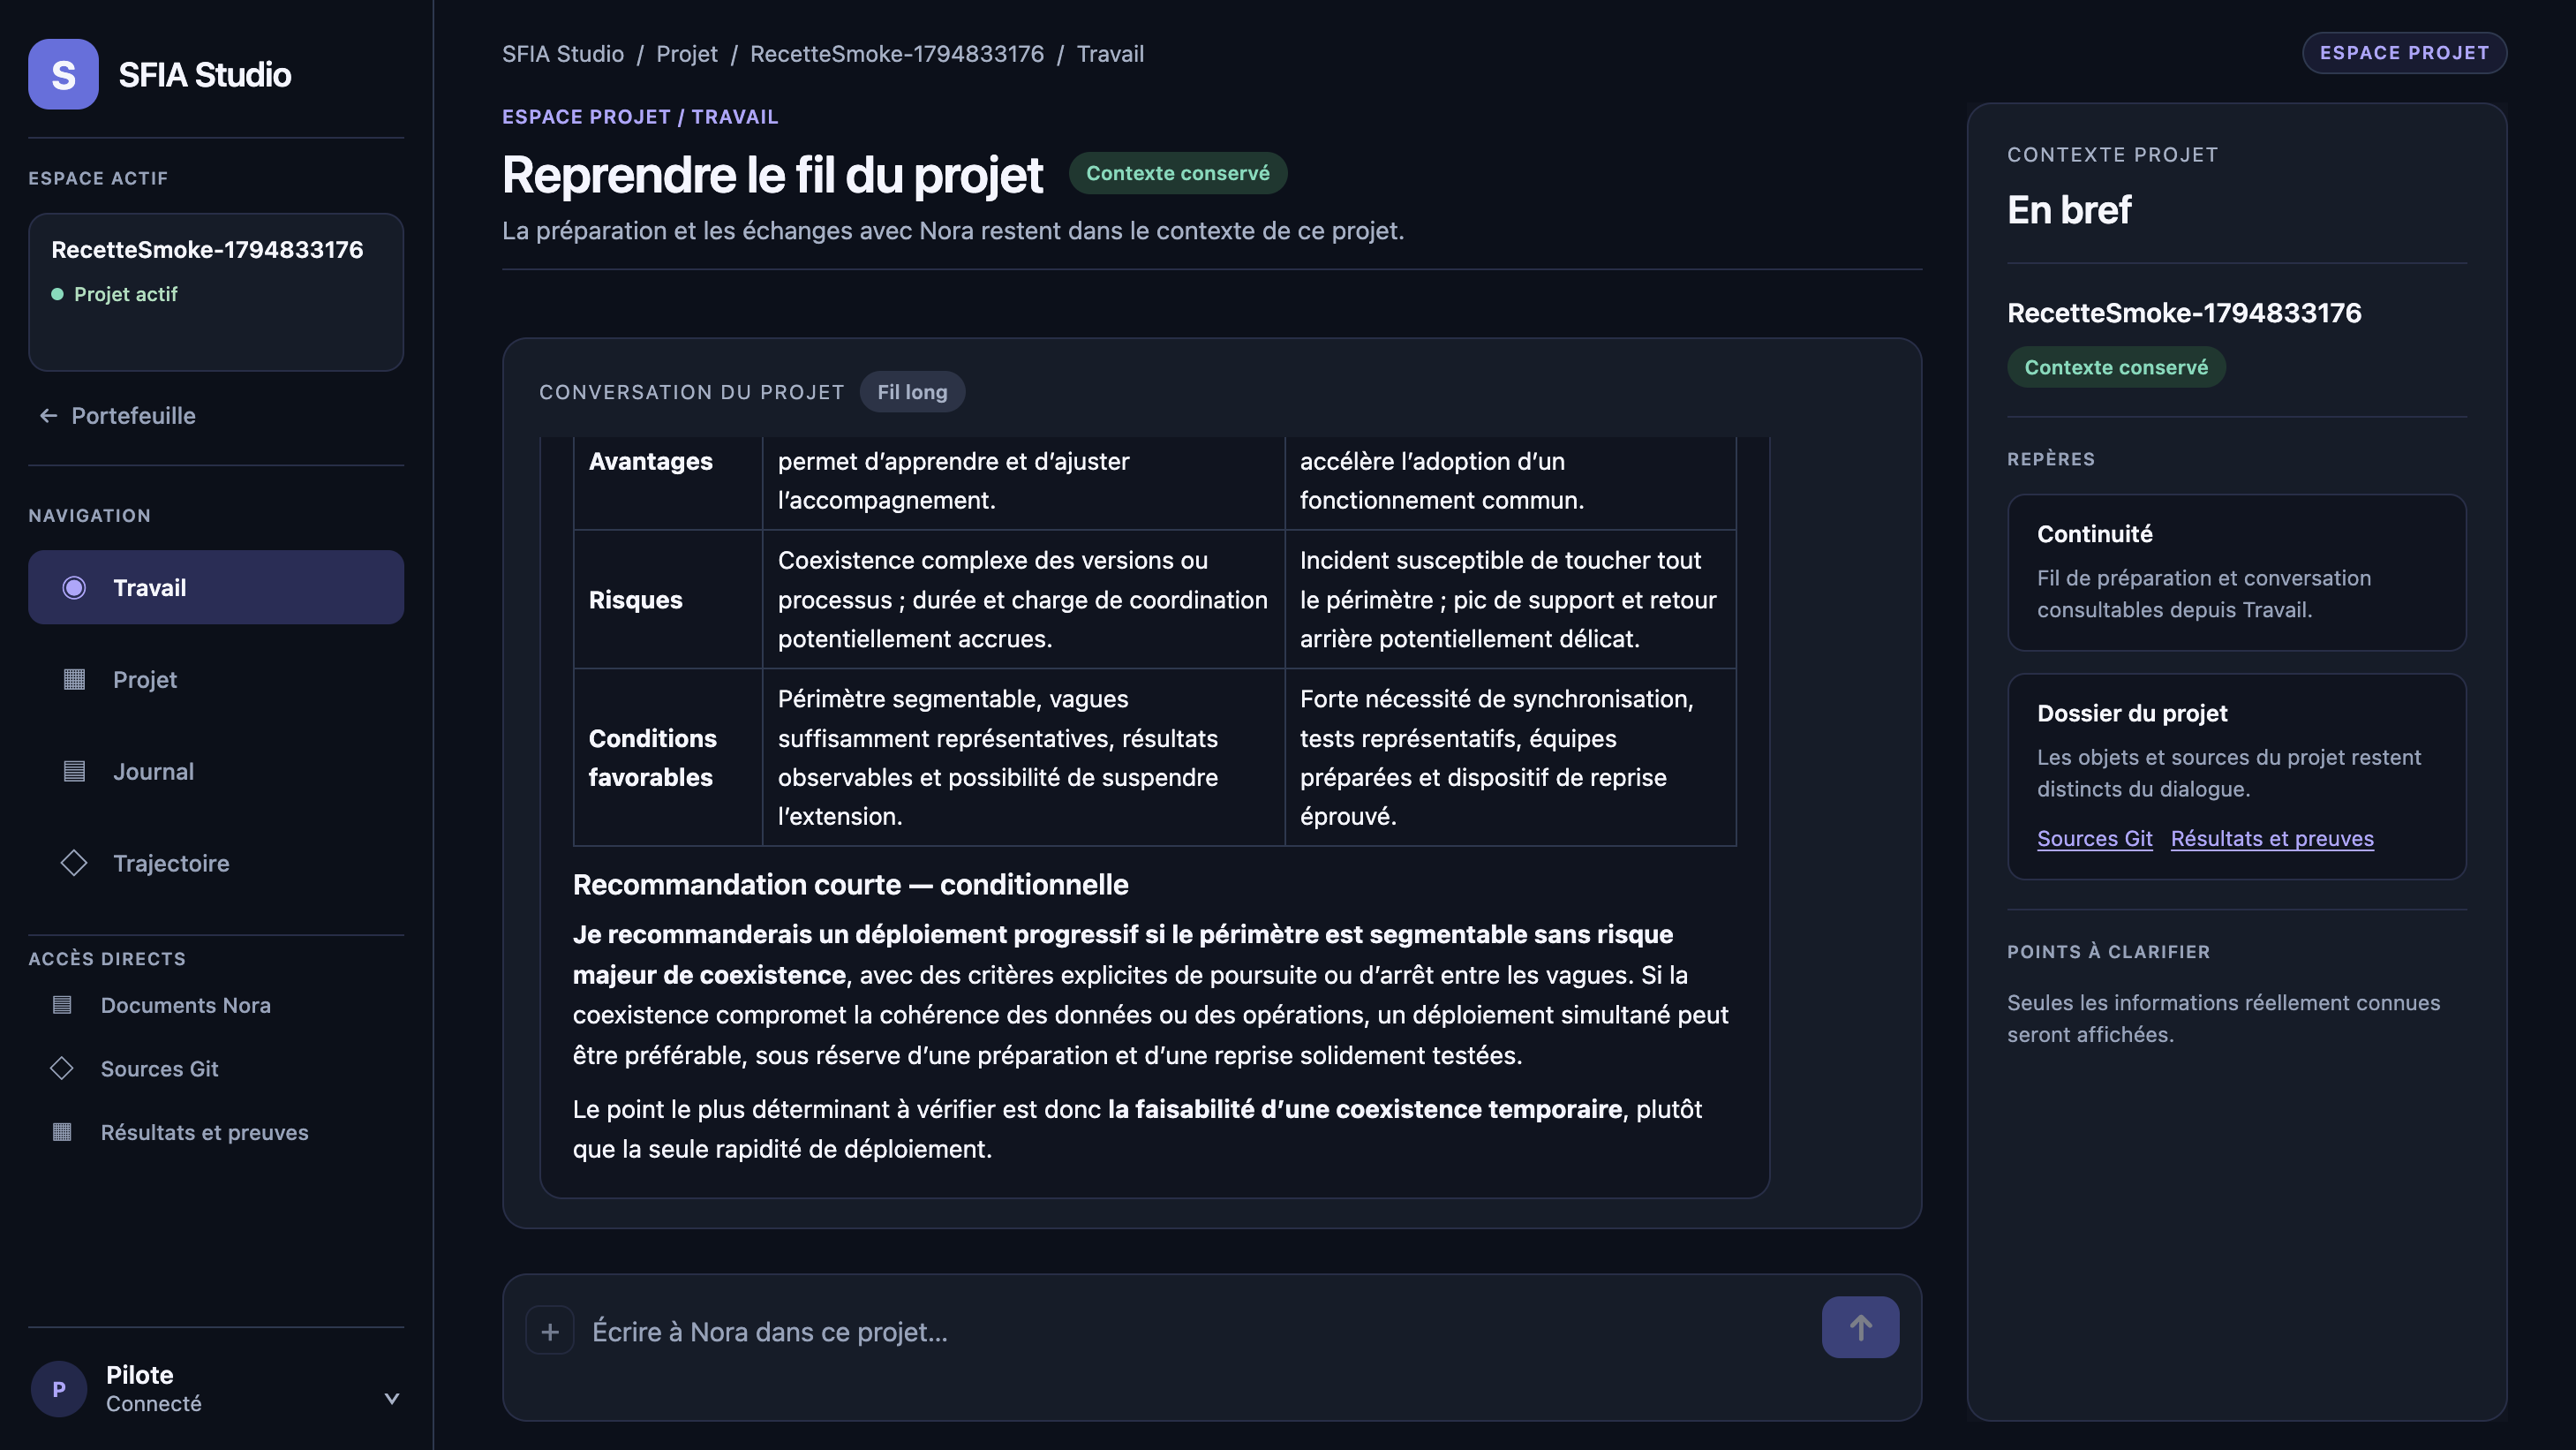 S SFIA Studio
ESPACE ACTIF
RecetteSmoke-1794833176
Projet actif
← Portefeuille
NAVIGATION
Travail
Projet
Journal
Trajectoire
ACCÈS DIRECTS
Documents Nora
Sources Git
Résultats et preuves
P
Pilote
Connecté
SFIA Studio / Projet / RecetteSmoke-1794833176 / Travail
ESPACE PROJET
ESPACE PROJET / TRAVAIL
Reprendre le fil du projet Contexte conservé
La préparation et les échanges avec Nora restent dans le contexte de ce projet.
CONVERSATION DU PROJET Fil long
Avantages
permet d’apprendre et d’ajuster
l’accompagnement.
accélère l’adoption d’un
fonctionnement commun.
Risques
Coexistence complexe des versions ou
processus ; durée et charge de coordination
potentiellement accrues.
Incident susceptible de toucher tout
le périmètre ; pic de support et retour
arrière potentiellement délicat.
Conditions
favorables
Périmètre segmentable, vagues
suffisamment représentatives, résultats
observables et possibilité de suspendre
l’extension.
Forte nécessité de synchronisation,
tests représentatifs, équipes
préparées et dispositif de reprise
éprouvé.
Recommandation courte — conditionnelle
Je recommanderais un déploiement progressif si le périmètre est segmentable sans risque
majeur de coexistence, avec des critères explicites de poursuite ou d’arrêt entre les vagues. Si la
coexistence compromet la cohérence des données ou des opérations, un déploiement simultané peut
être préférable, sous réserve d’une préparation et d’une reprise solidement testées.
Le point le plus déterminant à vérifier est donc la faisabilité d’une coexistence temporaire, plutôt
que la seule rapidité de déploiement.
+ Écrire à Nora dans ce projet...
CONTEXTE PROJET
En bref
RecetteSmoke-1794833176
Contexte conservé
REPÈRES
Continuité
Fil de préparation et conversation
consultables depuis Travail.
Dossier du projet
Les objets et sources du projet restent
distincts du dialogue.
Sources Git Résultats et preuves
POINTS À CLARIFIER
Seules les informations réellement connues
seront affichées.